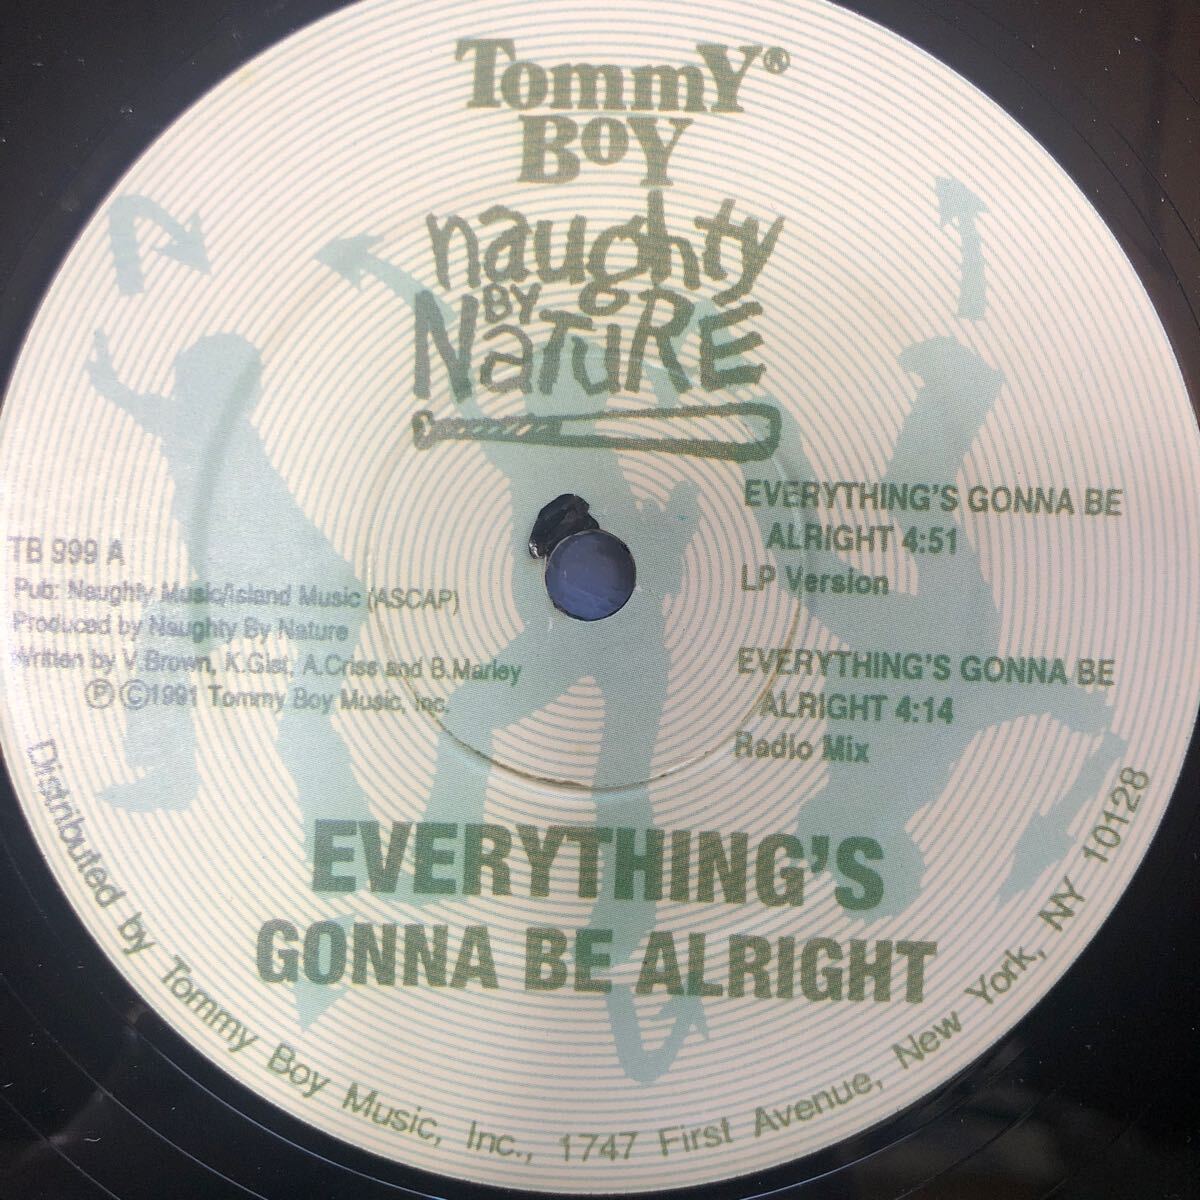 Tommy®
Boy
naughty
BY
NaTuRE
EVERYTHING'S GONNA BE
ALRIGHT 4:51
LP Version
EVERYTHING'S GONNA BE
ALRIGHT 4:14
Radio Mix
TB 999 A
Pub: Naughty Music/Island Music (ASCAP)
Produced by Naughty By Nature
Written by V.Brown, K.Gist, A.Criss and B.Marley
Ⓟ©1991 Tommy Boy Music, Inc.
EVERYTHING'S
GONNA BE ALRIGHT
Distributed by Tommy Boy Music, Inc., 1747 First Avenue, New York, NY 10128